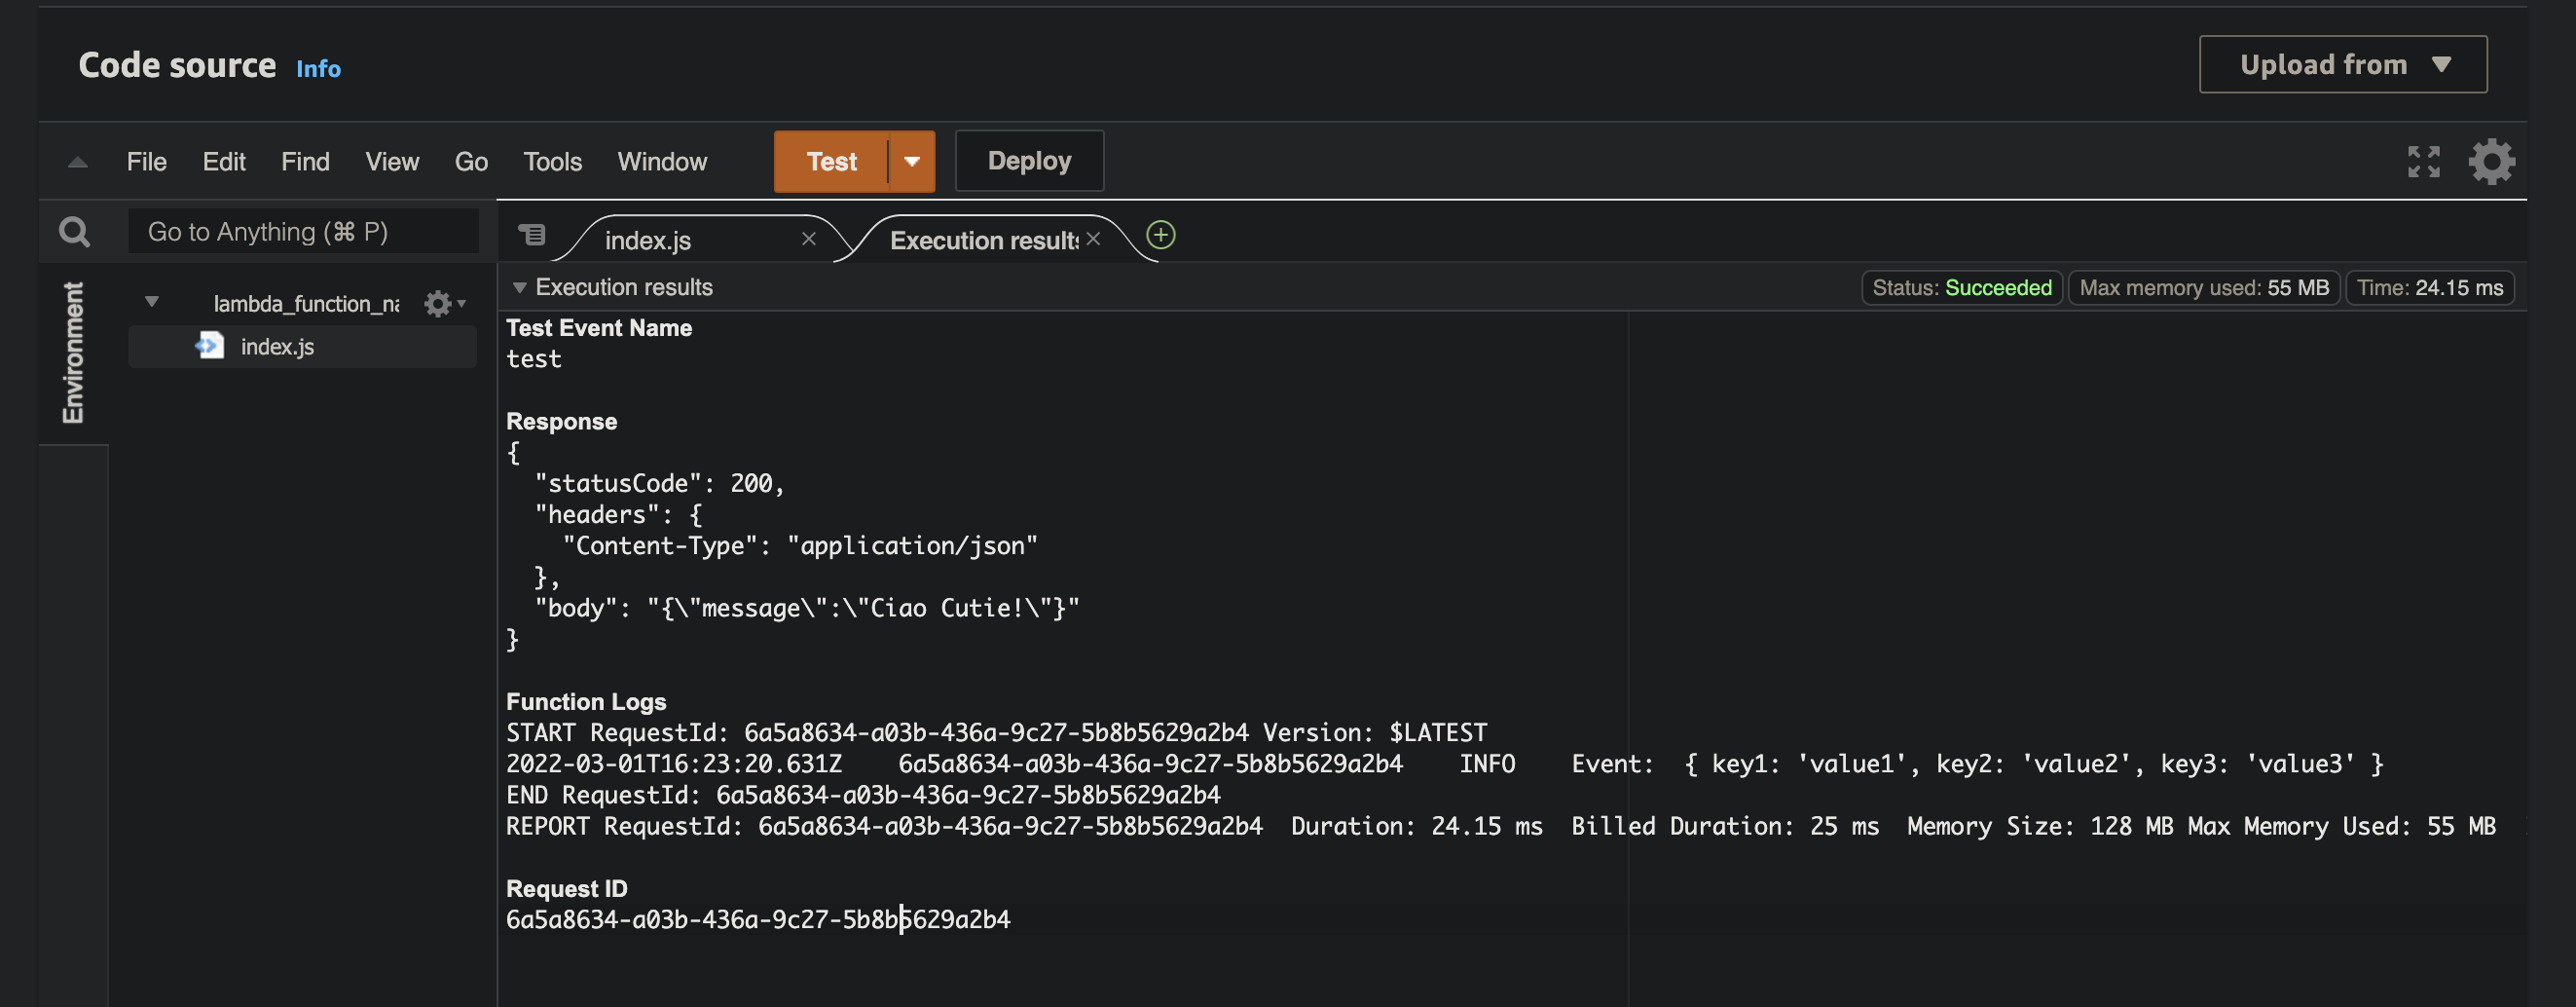 Code source Info
Upload from
File Edit Find View Go Tools Window Test Deploy
Go to Anything (⌘ P)
index.js Execution results
Environment
lambda_function_na
index.js
Execution results
Status: Succeeded Max memory used: 55 MB Time: 24.15 ms
Test Event Name
test
Response
{
  "statusCode": 200,
  "headers": {
    "Content-Type": "application/json"
  },
  "body": "{\"message\":\"Ciao Cutie!\"}"
}
Function Logs
START RequestId: 6a5a8634-a03b-436a-9c27-5b8b5629a2b4 Version: $LATEST
2022-03-01T16:23:20.631Z    6a5a8634-a03b-436a-9c27-5b8b5629a2b4    INFO    Event:  { key1: 'value1', key2: 'value2', key3: 'value3' }
END RequestId: 6a5a8634-a03b-436a-9c27-5b8b5629a2b4
REPORT RequestId: 6a5a8634-a03b-436a-9c27-5b8b5629a2b4  Duration: 24.15 ms  Billed Duration: 25 ms  Memory Size: 128 MB Max Memory Used: 55 MB
Request ID
6a5a8634-a03b-436a-9c27-5b8b5629a2b4